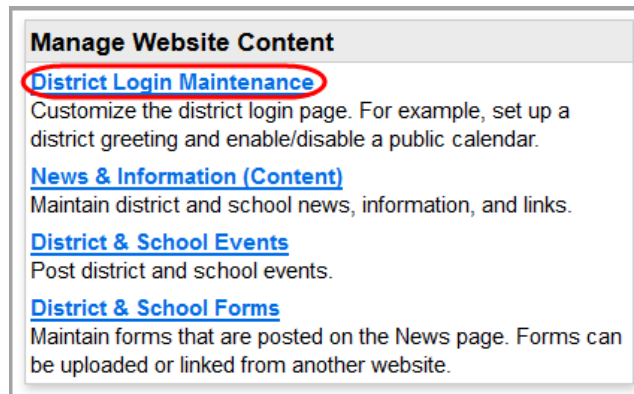 Manage Website Content
District Login Maintenance
Customize the district login page. For example, set up a
district greeting and enable/disable a public calendar.
News & Information (Content)
Maintain district and school news, information, and links.
District & School Events
Post district and school events.
District & School Forms
Maintain forms that are posted on the News page. Forms can
be uploaded or linked from another website.